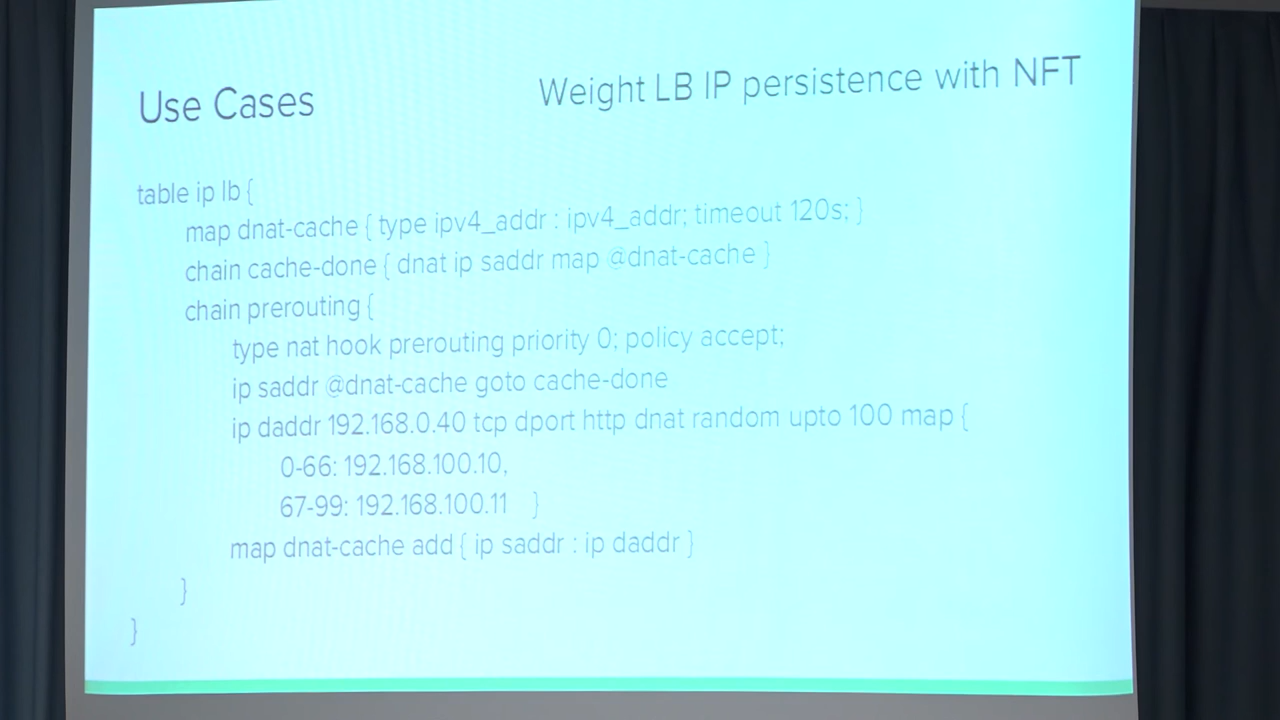 Use Cases
Weight LB IP persistence with NFT
table ip lb {
map dnat-cache { type ipv4_addr : ipv4_addr; timeout 120s; }
chain cache-done { dnat ip saddr map @dnat-cache }
chain prerouting {
type nat hook prerouting priority 0; policy accept;
ip saddr @dnat-cache goto cache-done
ip daddr 192.168.0.40 tcp dport http dnat random upto 100 map {
0-66: 192.168.100.10,
67-99: 192.168.100.11 }
map dnat-cache add { ip saddr : ip daddr }
}
}